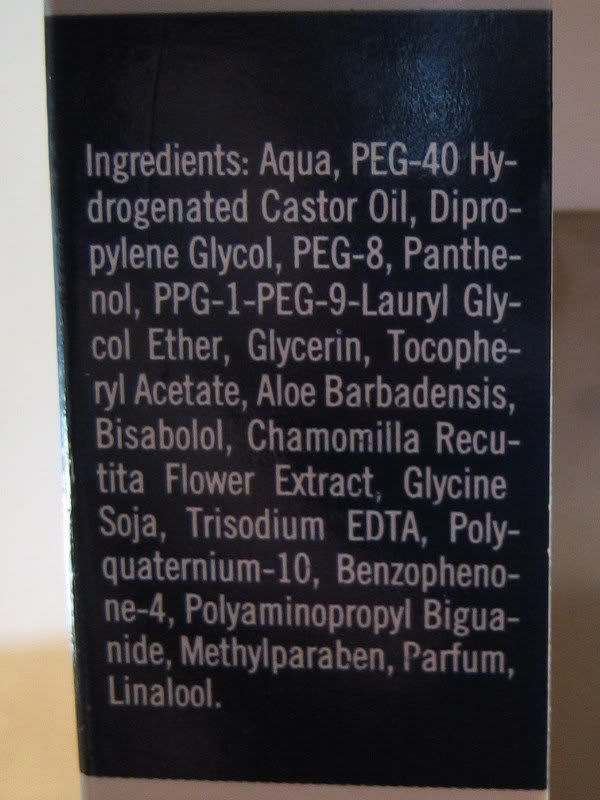 Ingredients: Aqua, PEG-40 Hy-
drogenated Castor Oil, Dipro-
pylene Glycol, PEG-8, Panthe-
nol, PPG-1-PEG-9-Lauryl Gly-
col Ether, Glycerin, Tocophe-
ryl Acetate, Aloe Barbadensis,
Bisabolol, Chamomilla Recu-
tita Flower Extract, Glycine
Soja, Trisodium EDTA, Poly-
quaternium-10, Benzopheno-
ne-4, Polyaminopropyl Bigua-
nide, Methylparaben, Parfum,
Linalool.